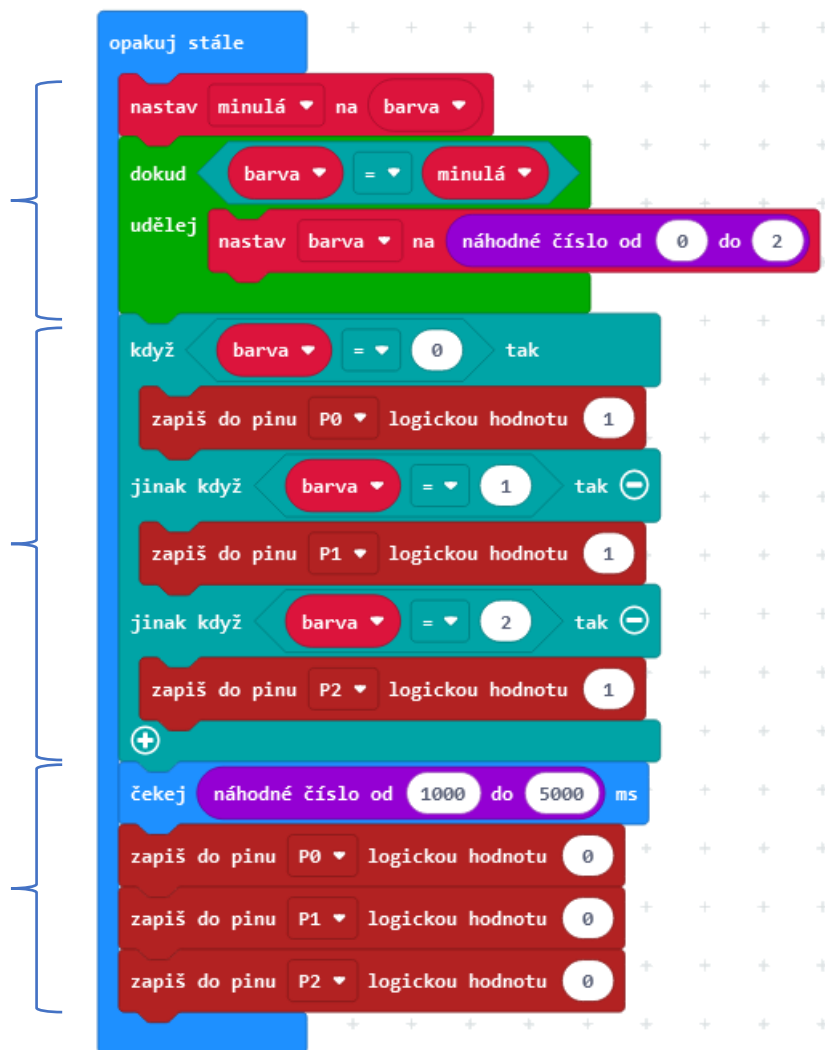 opakuj stále
nastav minulá na barva
dokud barva = minulá
udělej nastav barva na náhodné číslo od 0 do 2
když barva = 0 tak
zapiš do pinu P0 logickou hodnotu 1
jinak když barva = 1 tak
zapiš do pinu P1 logickou hodnotu 1
jinak když barva = 2 tak
zapiš do pinu P2 logickou hodnotu 1
čekej náhodné číslo od 1000 do 5000 ms
zapiš do pinu P0 logickou hodnotu 0
zapiš do pinu P1 logickou hodnotu 0
zapiš do pinu P2 logickou hodnotu 0